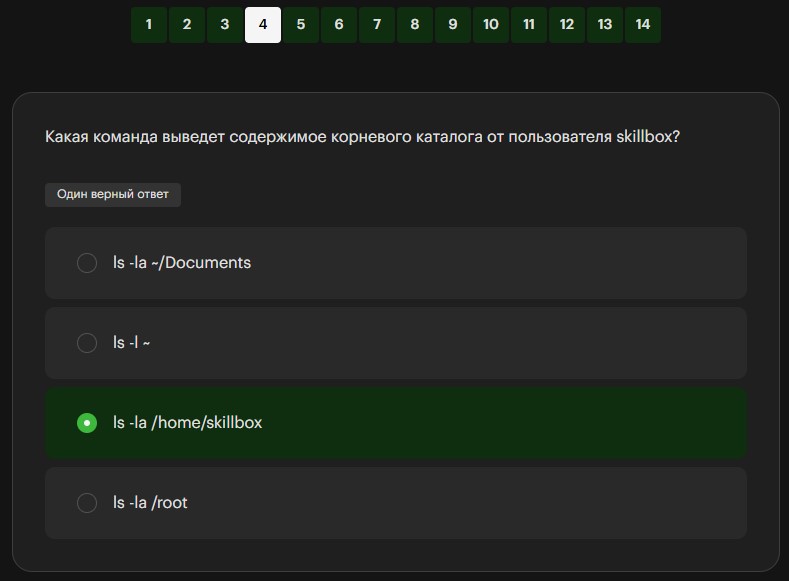 1 2 3 4 5 6 7 8 9 10 11 12 13 14
Какая команда выведет содержимое корневого каталога от пользователя skillbox?
Один верный ответ
ls -la ~/Documents
ls -l ~
ls -la /home/skillbox
ls -la /root